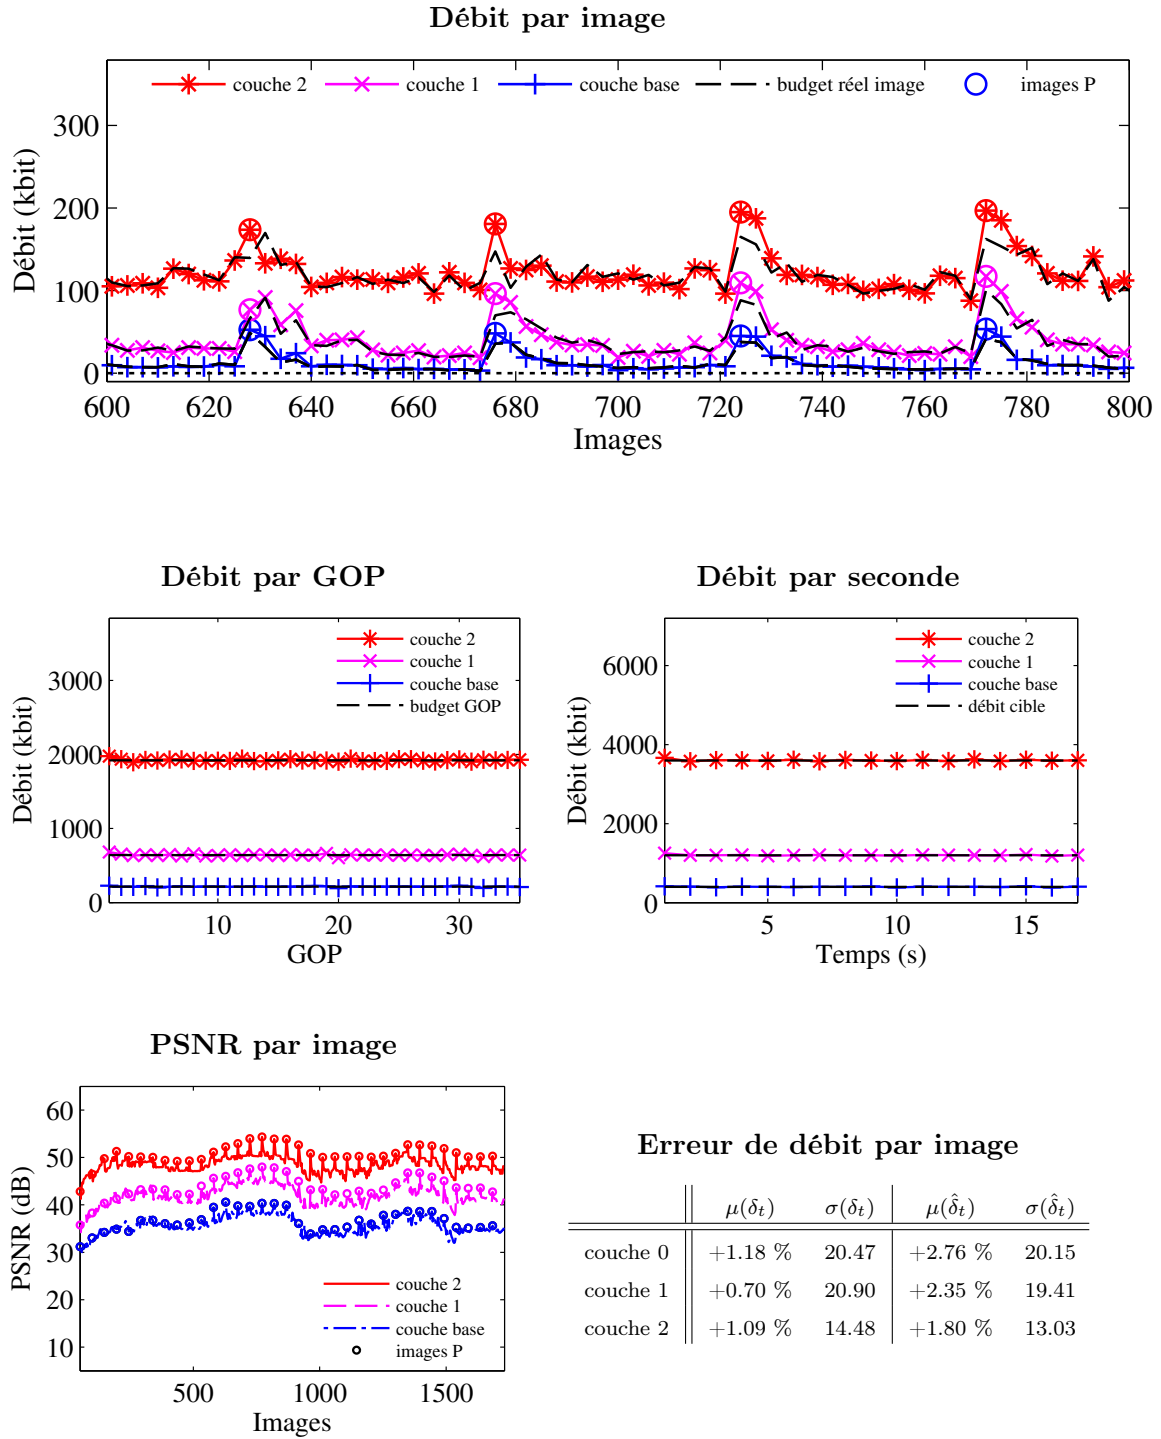 Débit par image
couche 2 couche 1 couche base budget réel image images P
300
200
100
0
Débit (kbit)
600 620 640 660 680 700 720 740 760 780 800
Images
Débit par GOP
couche 2
couche 1
couche base
budget GOP
3000
2000
1000
0
Débit (kbit)
10 20 30
GOP
Débit par seconde
couche 2
couche 1
couche base
débit cible
6000
4000
2000
0
Débit (kbit)
5 10 15
Temps (s)
PSNR par image
60
50
40
30
20
10
PSNR (dB)
couche 2
couche 1
couche base
images P
500 1000 1500
Images
Erreur de débit par image
μ(δt) σ(δt) μ(δ̂t) σ(δ̂t)
couche 0 +1.18 % 20.47 +2.76 % 20.15
couche 1 +0.70 % 20.90 +2.35 % 19.41
couche 2 +1.09 % 14.48 +1.80 % 13.03